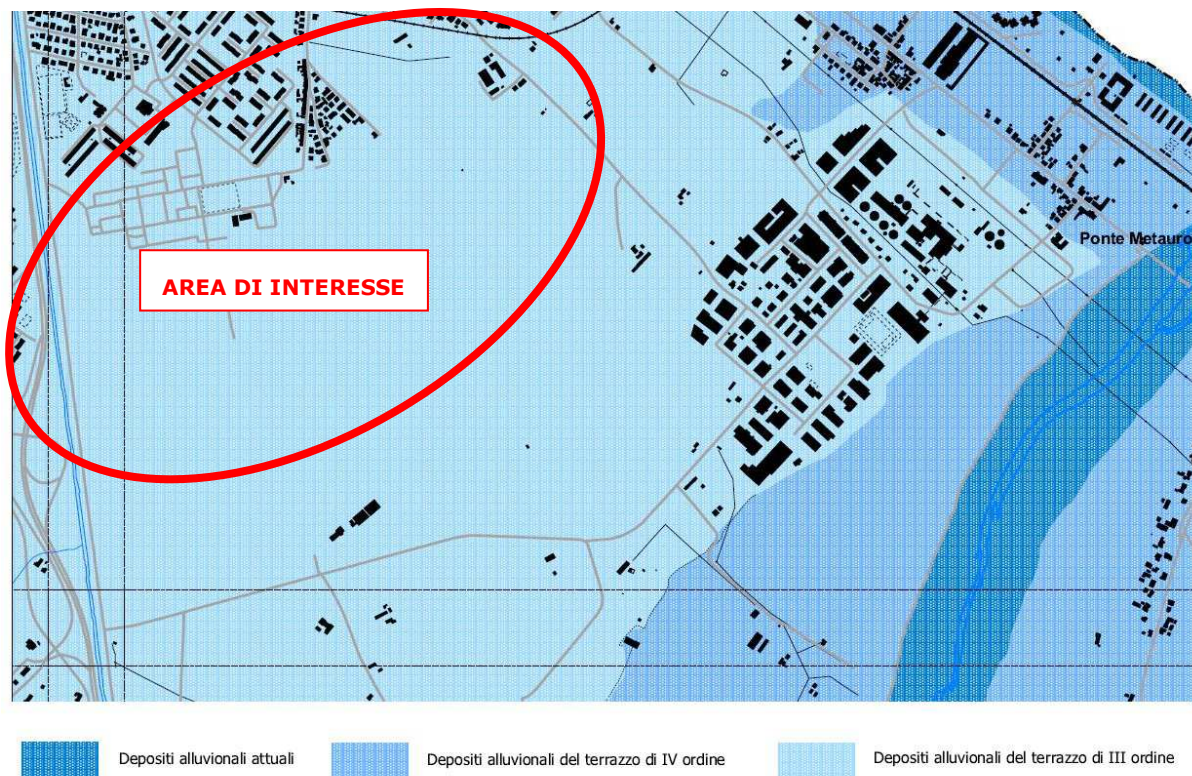 Ponte Metauro
AREA DI INTERESSE
Depositi alluvionali attuali
Depositi alluvionali del terrazzo di IV ordine
Depositi alluvionali del terrazzo di III ordine